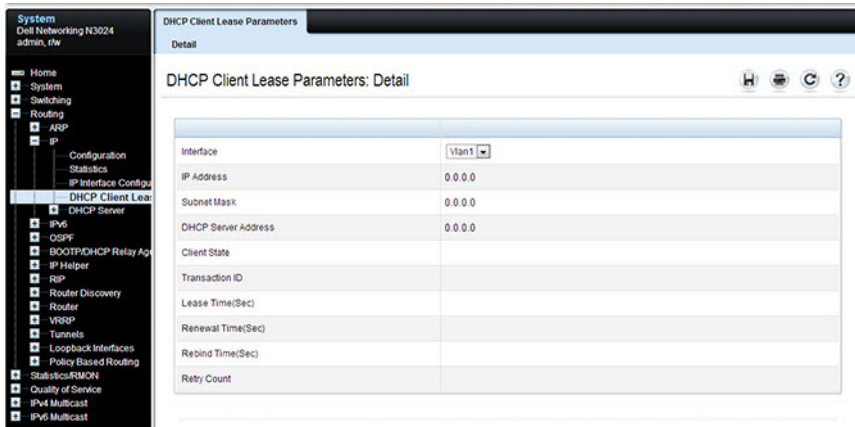 System
Dell Networking N3024
admin, r/w
Home
System
Switching
Routing
ARP
IP
Configuration
Statistics
IP Interface Configu
DHCP Client Leas
DHCP Server
IPv6
OSPF
BOOTP/DHCP Relay Age
IP Helper
RIP
Router Discovery
Router
VRRP
Tunnels
Loopback Interfaces
Policy Based Routing
Statistics/RMON
Quality of Service
IPv4 Multicast
IPv6 Multicast
DHCP Client Lease Parameters
Detail
DHCP Client Lease Parameters: Detail
Interface Vlan1
IP Address 0.0.0.0
Subnet Mask 0.0.0.0
DHCP Server Address 0.0.0.0
Client State
Transaction ID
Lease Time(Sec)
Renewal Time(Sec)
Rebind Time(Sec)
Retry Count